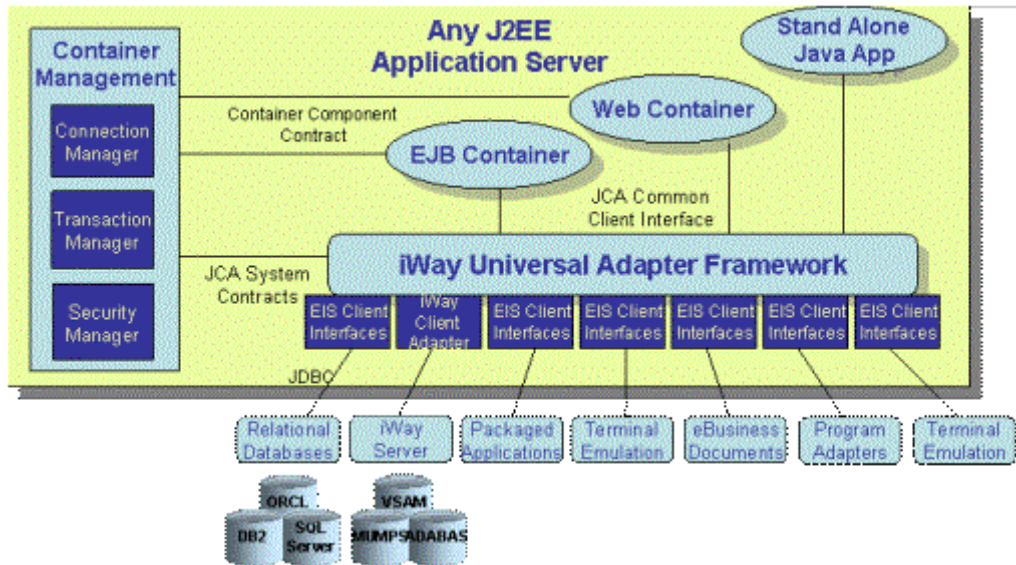 Any J2EE
Application Server
Stand Alone
Java App
Container
Management
Connection
Manager
Transaction
Manager
Security
Manager
Container Component
Contract
Web Container
EJB Container
JCA Common
Client Interface
JCA System
Contracts
iWay Universal Adapter Framework
EIS Client
Interfaces
iWay
Client
Adapter
EIS Client
Interfaces
EIS Client
Interfaces
EIS Client
Interfaces
EIS Client
Interfaces
EIS Client
Interfaces
JDBC
Relational
Databases
iWay
Server
Packaged
Applications
Terminal
Emulation
eBusiness
Documents
Program
Adapters
Terminal
Emulation
ORCL
DB2
SQL
Server
VSAM
MUMPS
ADABAS